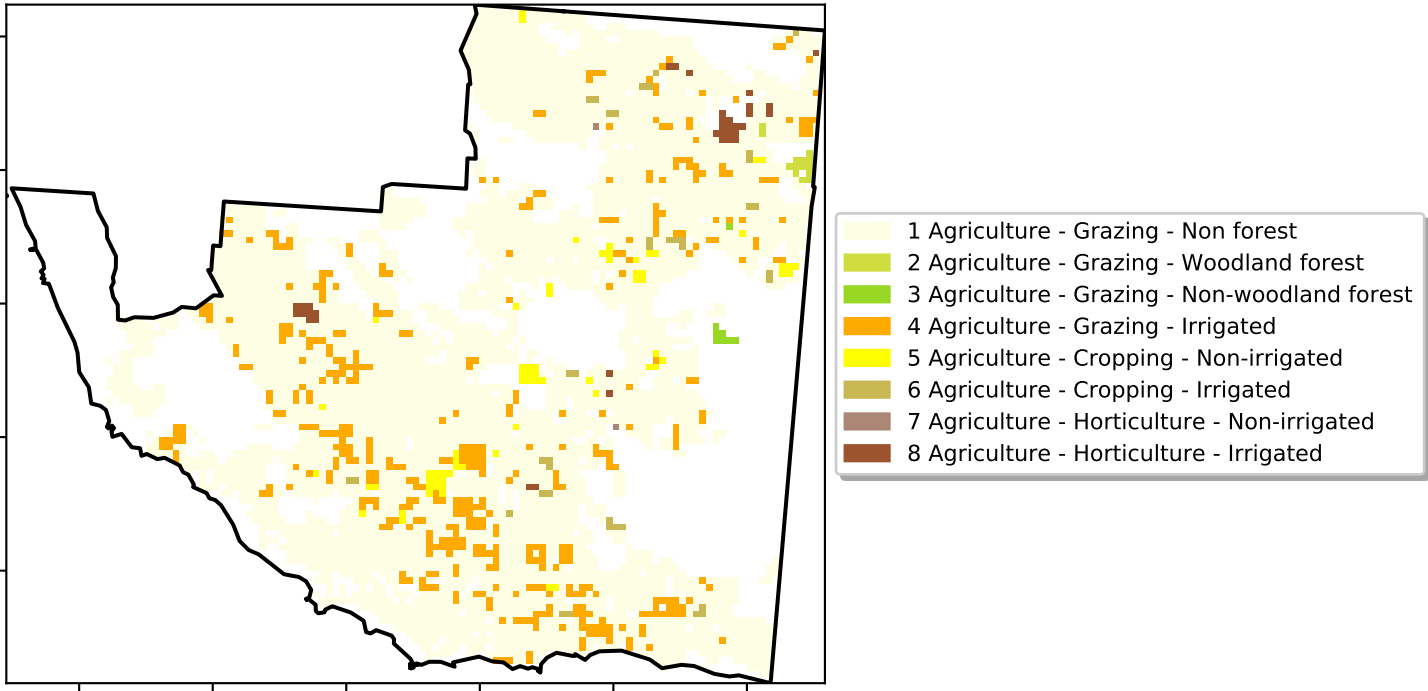 1 Agriculture - Grazing - Non forest
2 Agriculture - Grazing - Woodland forest
3 Agriculture - Grazing - Non-woodland forest
4 Agriculture - Grazing - Irrigated
5 Agriculture - Cropping - Non-irrigated
6 Agriculture - Cropping - Irrigated
7 Agriculture - Horticulture - Non-irrigated
8 Agriculture - Horticulture - Irrigated